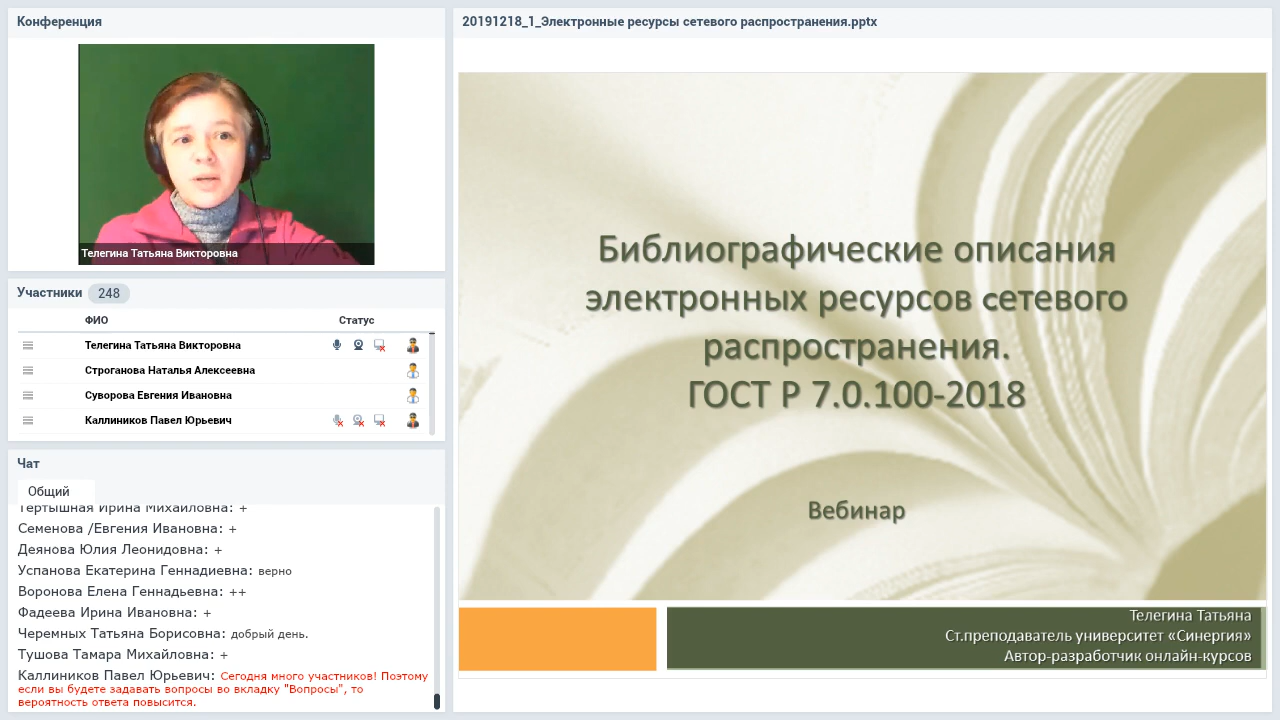 Конференция
Телегина Татьяна Викторовна
Участники 248
ФИО Статус
Телегина Татьяна Викторовна
Строганова Наталья Алексеевна
Суворова Евгения Ивановна
Каллиников Павел Юрьевич
Чат
Общий
Тертышная Ирина Михайловна: +
Семенова /Евгения Ивановна: +
Деянова Юлия Леонидовна: +
Успанова Екатерина Геннадиевна: верно
Воронова Елена Геннадьевна: ++
Фадеева Ирина Ивановна: +
Черемных Татьяна Борисовна: добрый день.
Тушова Тамара Михайловна: +
Каллиников Павел Юрьевич: Сегодня много участников! Поэтому
если вы будете задавать вопросы во вкладку "Вопросы", то
вероятность ответа повысится.
20191218_1_Электронные ресурсы сетевого распространения.pptx
Библиографические описания
электронных ресурсов сетевого
распространения.
ГОСТ Р 7.0.100-2018
Вебинар
Телегина Татьяна
Ст.преподаватель университет «Синергия»
Автор-разработчик онлайн-курсов